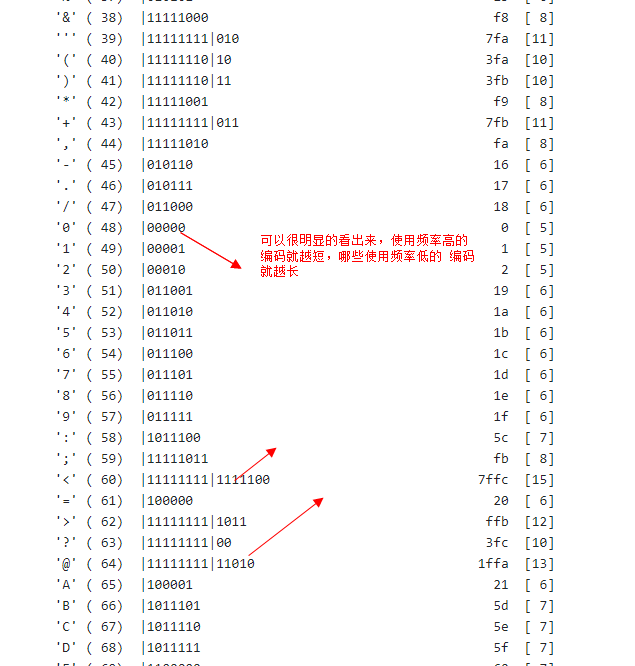 '&' ( 38) |11111000 f8 [ 8]
''' ( 39) |11111111|010 7fa [11]
'(' ( 40) |11111110|10 3fa [10]
')' ( 41) |11111110|11 3fb [10]
'*' ( 42) |11111001 f9 [ 8]
'+' ( 43) |11111111|011 7fb [11]
',' ( 44) |11111010 fa [ 8]
'-' ( 45) |010110 16 [ 6]
'.' ( 46) |010111 17 [ 6]
'/' ( 47) |011000 18 [ 6]
'0' ( 48) |00000 0 [ 5]
'1' ( 49) |00001 1 [ 5]
'2' ( 50) |00010 2 [ 5]
可以很明显的看出来，使用频率高的
编码就越短，哪些使用频率低的 编码
就越长
'3' ( 51) |011001 19 [ 6]
'4' ( 52) |011010 1a [ 6]
'5' ( 53) |011011 1b [ 6]
'6' ( 54) |011100 1c [ 6]
'7' ( 55) |011101 1d [ 6]
'8' ( 56) |011110 1e [ 6]
'9' ( 57) |011111 1f [ 6]
':' ( 58) |1011100 5c [ 7]
';' ( 59) |11111011 fb [ 8]
'<' ( 60) |11111111|1111100 7ffc [15]
'=' ( 61) |100000 20 [ 6]
'>' ( 62) |11111111|1011 ffb [12]
'?' ( 63) |11111111|00 3fc [10]
'@' ( 64) |11111111|11010 1ffa [13]
'A' ( 65) |100001 21 [ 6]
'B' ( 66) |1011101 5d [ 7]
'C' ( 67) |1011110 5e [ 7]
'D' ( 68) |1011111 5f [ 7]